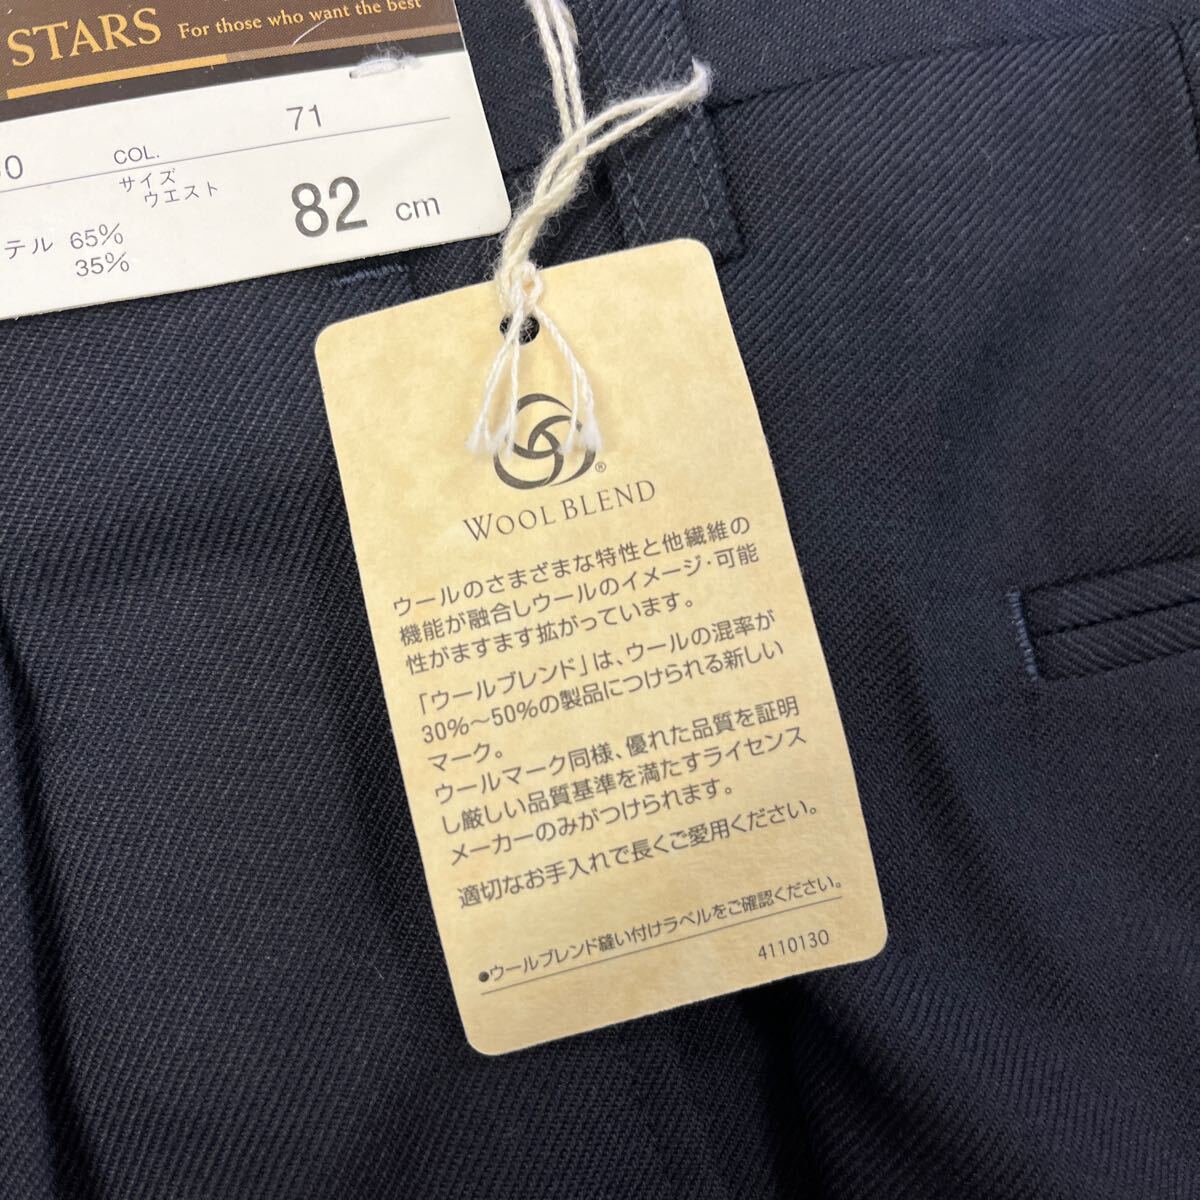 STARS For those who want the best
COL. 71
サイズ
ウエスト 82 cm
テル 65%
35%
WOOL BLEND®
ウールのさまざまな特性と他繊維の
機能が融合しウールのイメージ・可能
性がますます拡がっています。
「ウールブレンド」は、ウールの混率が
30%~50%の製品につけられる新しい
マーク。
ウールマーク同様、優れた品質を証明
し厳しい品質基準を満たすライセンス
メーカーのみがつけられます。
適切なお手入れで長くご愛用ください。
●ウールブレンド縫い付けラベルをご確認ください。
4110130